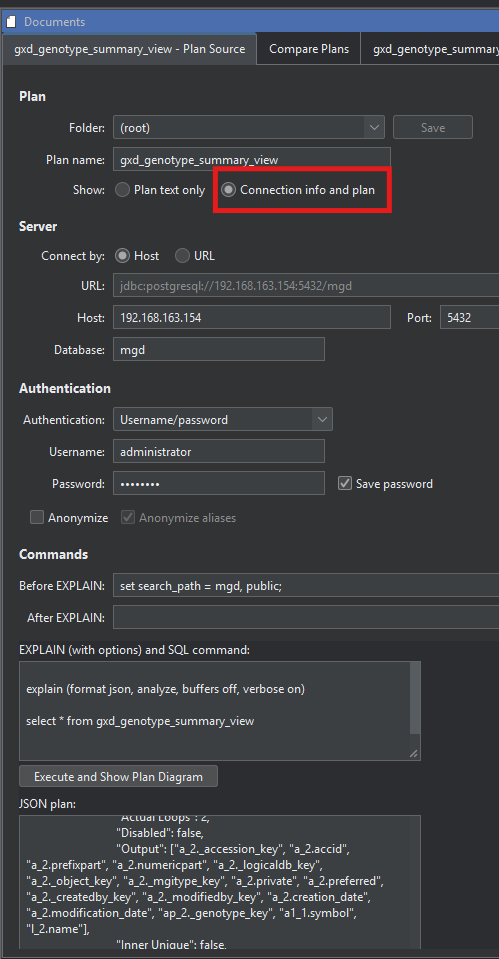 Documents
gxd_genotype_summary_view - Plan Source
Compare Plans
gxd_genotype_summary
Plan
Folder:
(root)
Save
Plan name:
gxd_genotype_summary_view
Show:
Plan text only
Connection info and plan
Server
Connect by:
Host
URL
URL:
jdbc:postgresql://192.168.163.154:5432/mgd
Host:
192.168.163.154
Port:
5432
Database:
mgd
Authentication
Authentication:
Username/password
Username:
administrator
Password:
••••••••
Save password
Anonymize
Anonymize aliases
Commands
Before EXPLAIN:
set search_path = mgd, public;
After EXPLAIN:
EXPLAIN (with options) and SQL command:
explain (format json, analyze, buffers off, verbose on)
select * from gxd_genotype_summary_view
Execute and Show Plan Diagram
JSON plan:
"Actual Loops": 2,
"Disabled": false,
"Output": ["a_2._accession_key", "a_2.accid",
"a_2.prefixpart", "a_2.numericpart", "a_2._logicaldb_key",
"a_2._object_key", "a_2._mgitype_key", "a_2.private", "a_2.preferred",
"a_2._createdby_key", "a_2._modifiedby_key", "a_2.creation_date",
"a_2.modification_date", "ap_2._genotype_key", "a1_1.symbol",
"l_2.name"],
"Inner Unique": false,